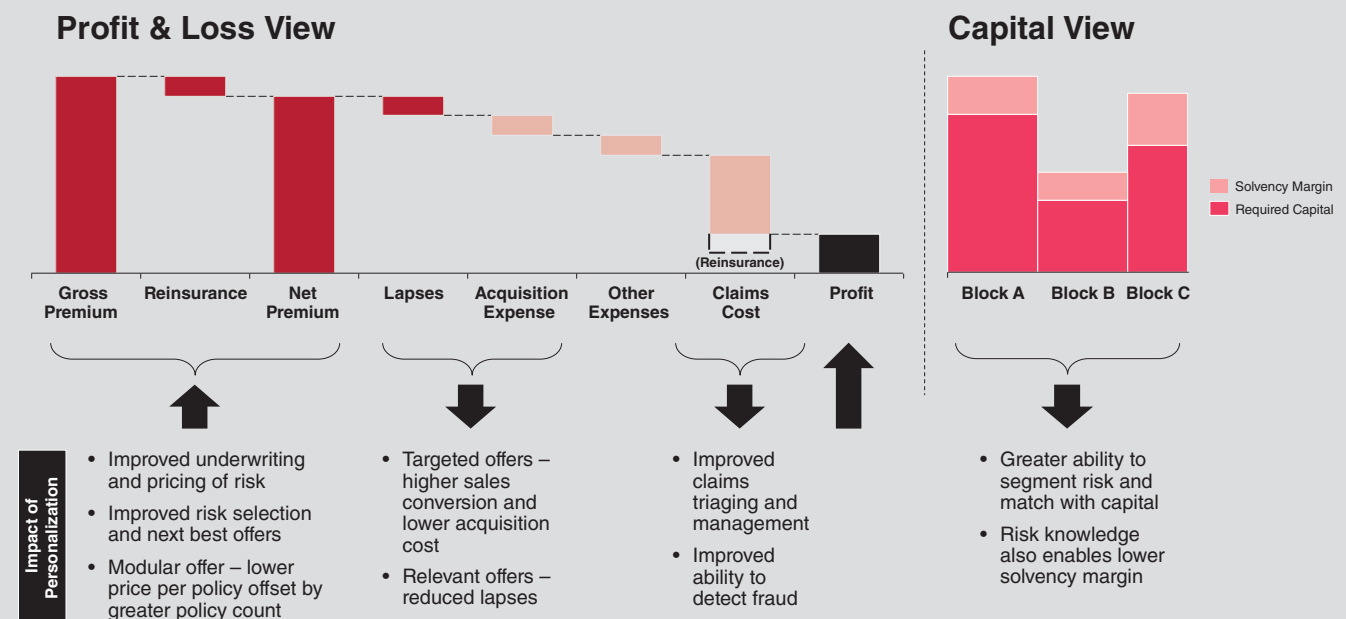 Profit & Loss View
Capital View
(Reinsurance)
Solvency Margin
Required Capital
Gross
Premium
Reinsurance
Net
Premium
Lapses
Acquisition
Expense
Other
Expenses
Claims
Cost
Profit
Block A
Block B
Block C
Impact of
Personalization
• Improved underwriting
and pricing of risk
• Improved risk selection
and next best offers
• Modular offer – lower
price per policy offset by
greater policy count
• Targeted offers –
higher sales
conversion and
lower acquisition
cost
• Relevant offers –
reduced lapses
• Improved
claims
triaging and
management
• Improved
ability to
detect fraud
• Greater ability to
segment risk and
match with capital
• Risk knowledge
also enables lower
solvency margin